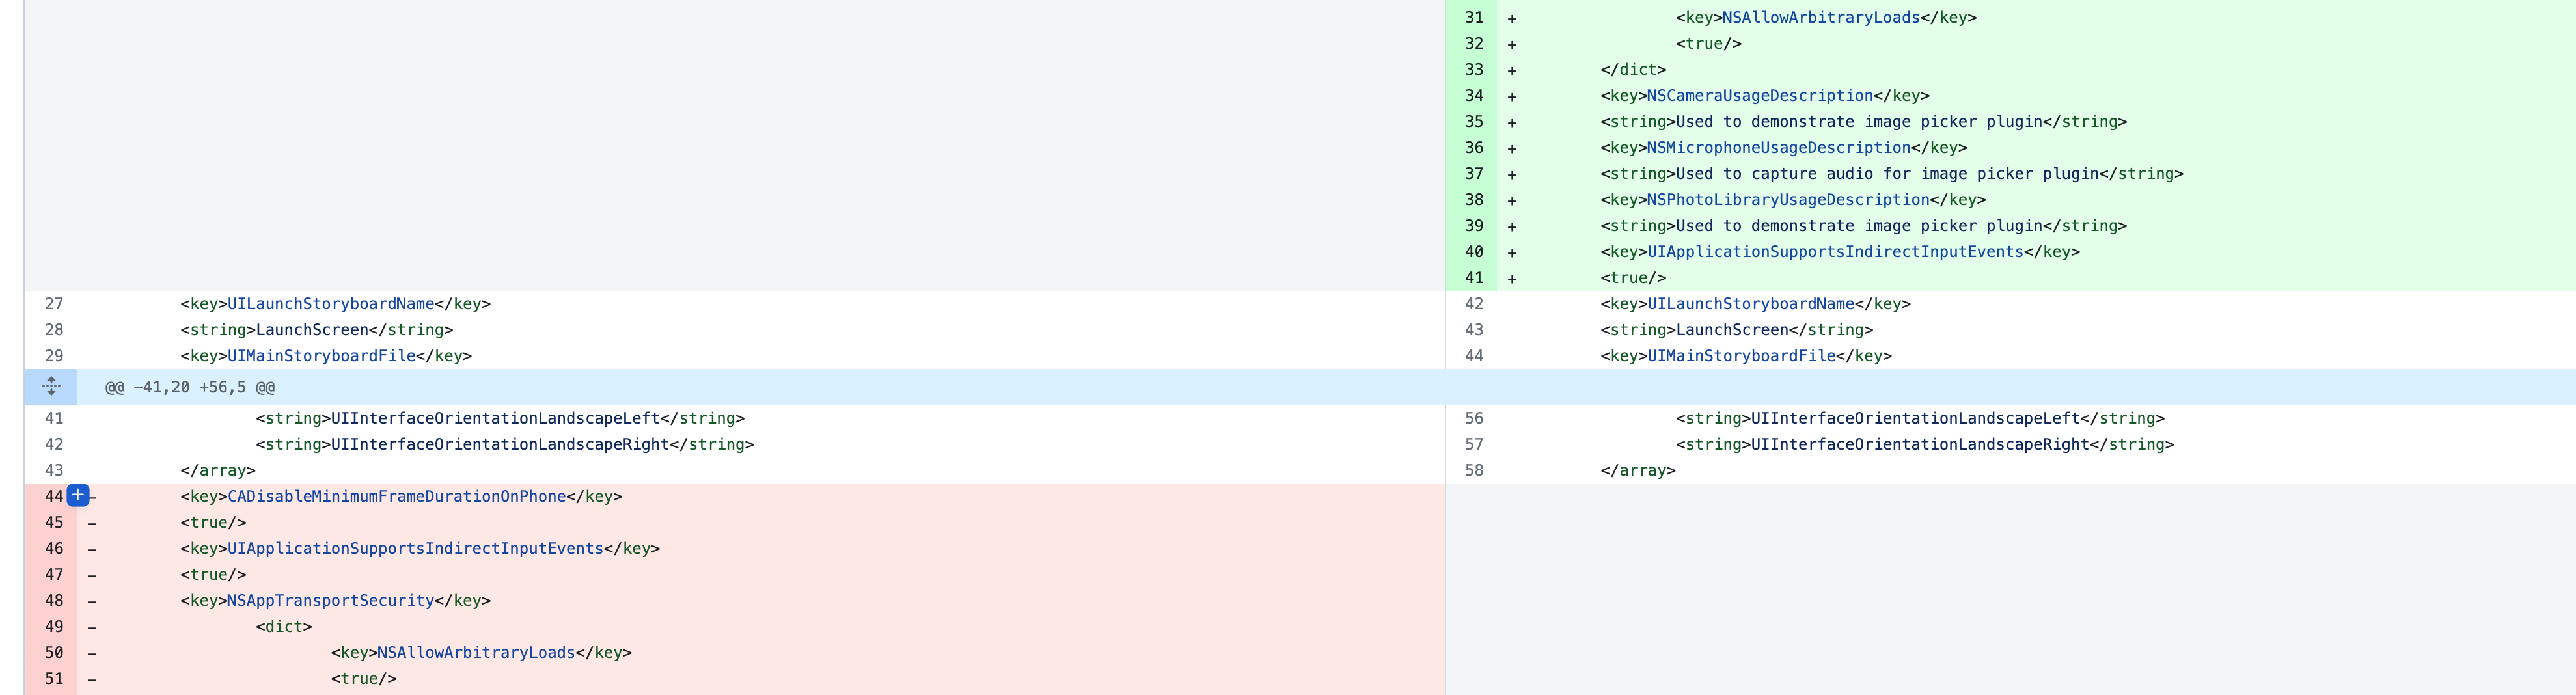 31 + <key>NSAllowArbitraryLoads</key>
32 + <true/>
33 + </dict>
34 + <key>NSCameraUsageDescription</key>
35 + <string>Used to demonstrate image picker plugin</string>
36 + <key>NSMicrophoneUsageDescription</key>
37 + <string>Used to capture audio for image picker plugin</string>
38 + <key>NSPhotoLibraryUsageDescription</key>
39 + <string>Used to demonstrate image picker plugin</string>
40 + <key>UIApplicationSupportsIndirectInputEvents</key>
41 + <true/>
27 <key>UILaunchStoryboardName</key> 42 <key>UILaunchStoryboardName</key>
28 <string>LaunchScreen</string> 43 <string>LaunchScreen</string>
29 <key>UIMainStoryboardFile</key> 44 <key>UIMainStoryboardFile</key>
@@ -41,20 +56,5 @@
41 <string>UIInterfaceOrientationLandscapeLeft</string> 56 <string>UIInterfaceOrientationLandscapeLeft</string>
42 <string>UIInterfaceOrientationLandscapeRight</string> 57 <string>UIInterfaceOrientationLandscapeRight</string>
43 </array> 58 </array>
44 + - <key>CADisableMinimumFrameDurationOnPhone</key>
45 - <true/>
46 - <key>UIApplicationSupportsIndirectInputEvents</key>
47 - <true/>
48 - <key>NSAppTransportSecurity</key>
49 - <dict>
50 - <key>NSAllowArbitraryLoads</key>
51 - <true/>